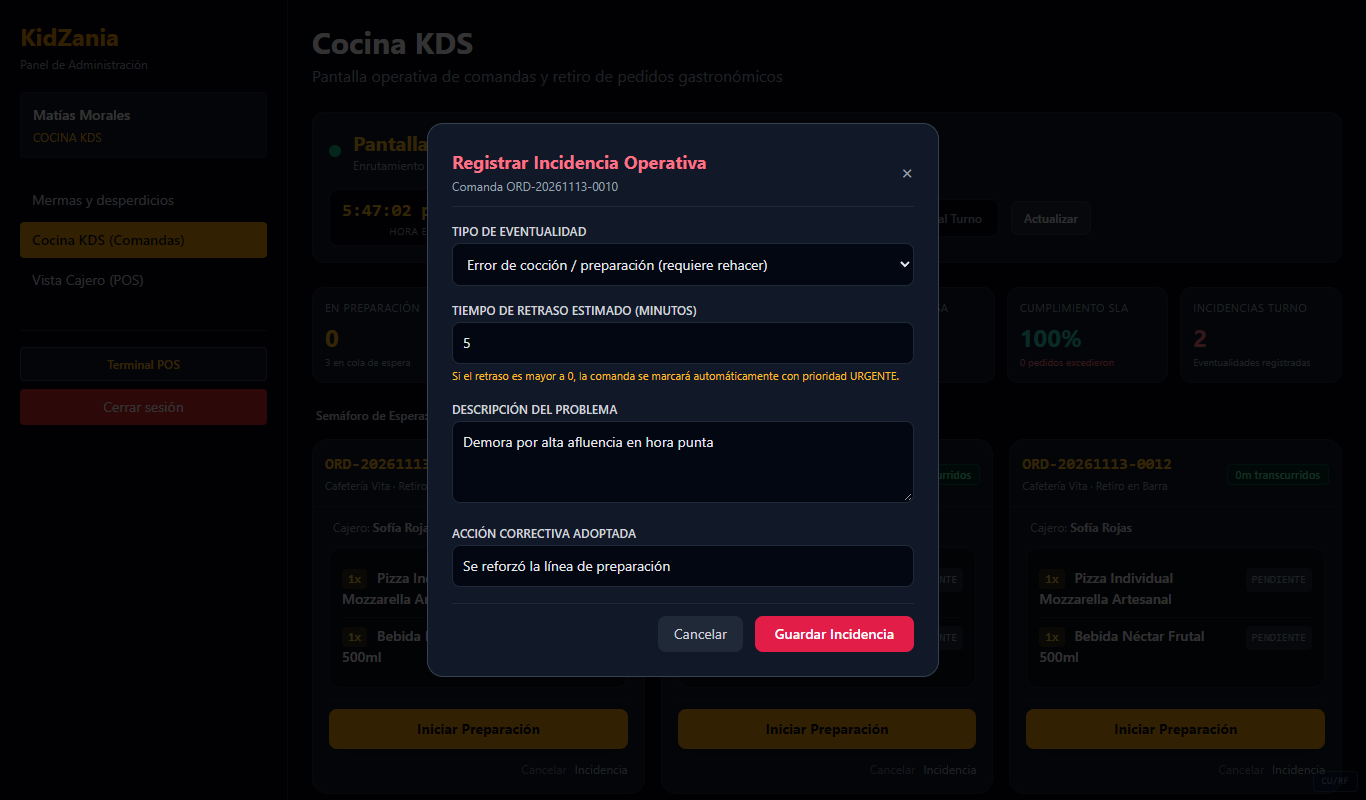 KidZania
Panel de Administración
Matías Morales
COCINA KDS
Mermas y desperdicios
Cocina KDS (Comandas)
Vista Cajero (POS)
Terminal POS
Cerrar sesión
Cocina KDS
Pantalla operativa de comandas y retiro de pedidos gastronómicos
Pantalla
Enrutamiento
5:47:02
HORA
al Turno
Actualizar
EN PREPARACIÓN
0
3 en cola de espera
CUMPLIMIENTO SLA
100%
0 pedidos excedieron
INCIDENCIAS TURNO
2
Eventualidades registradas
Semáforo de Espera:
Registrar Incidencia Operativa
×
Comanda ORD-20261113-0010
TIPO DE EVENTUALIDAD
Error de cocción / preparación (requiere rehacer)
TIEMPO DE RETRASO ESTIMADO (MINUTOS)
5
Si el retraso es mayor a 0, la comanda se marcará automáticamente con prioridad URGENTE.
DESCRIPCIÓN DEL PROBLEMA
Demora por alta afluencia en hora punta
ACCIÓN CORRECTIVA ADOPTADA
Se reforzó la línea de preparación
Cancelar
Guardar Incidencia
ORD-20261113
Cafetería Vita · Retiro
Cajero: Sofía Roja
1x Pizza In
Mozzarella A
1x Bebida
500ml
Iniciar Preparación
Cancelar Incidencia
Iniciar Preparación
Cancelar Incidencia
ORD-20261113-0012
0m transcurridos
Cafetería Vita · Retiro en Barra
Cajero: Sofía Rojas
1x Pizza Individual
Mozzarella Artesanal
PENDIENTE
1x Bebida Néctar Frutal
500ml
PENDIENTE
Iniciar Preparación
Cancelar Incidencia
CU/RF